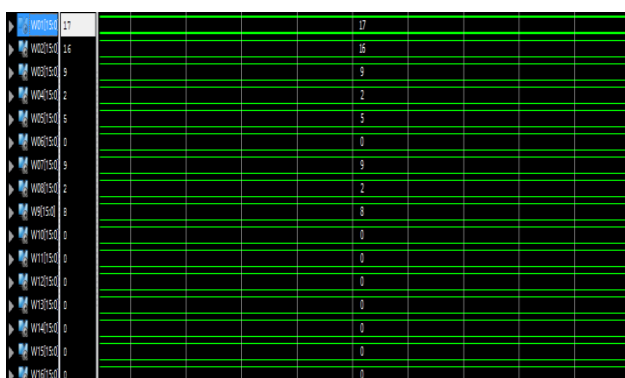 W01[15:0] 17 17
W02[15:0] 16 16
W03[15:0] 9 9
W04[15:0] 2 2
W05[15:0] 5 5
W06[15:0] 0 0
W07[15:0] 9 9
W08[15:0] 2 2
W9[15:0] 8 8
W10[15:0] 0 0
W11[15:0] 0 0
W12[15:0] 0 0
W13[15:0] 0 0
W14[15:0] 0 0
W15[15:0] 0 0
W16[15:0] 0 0